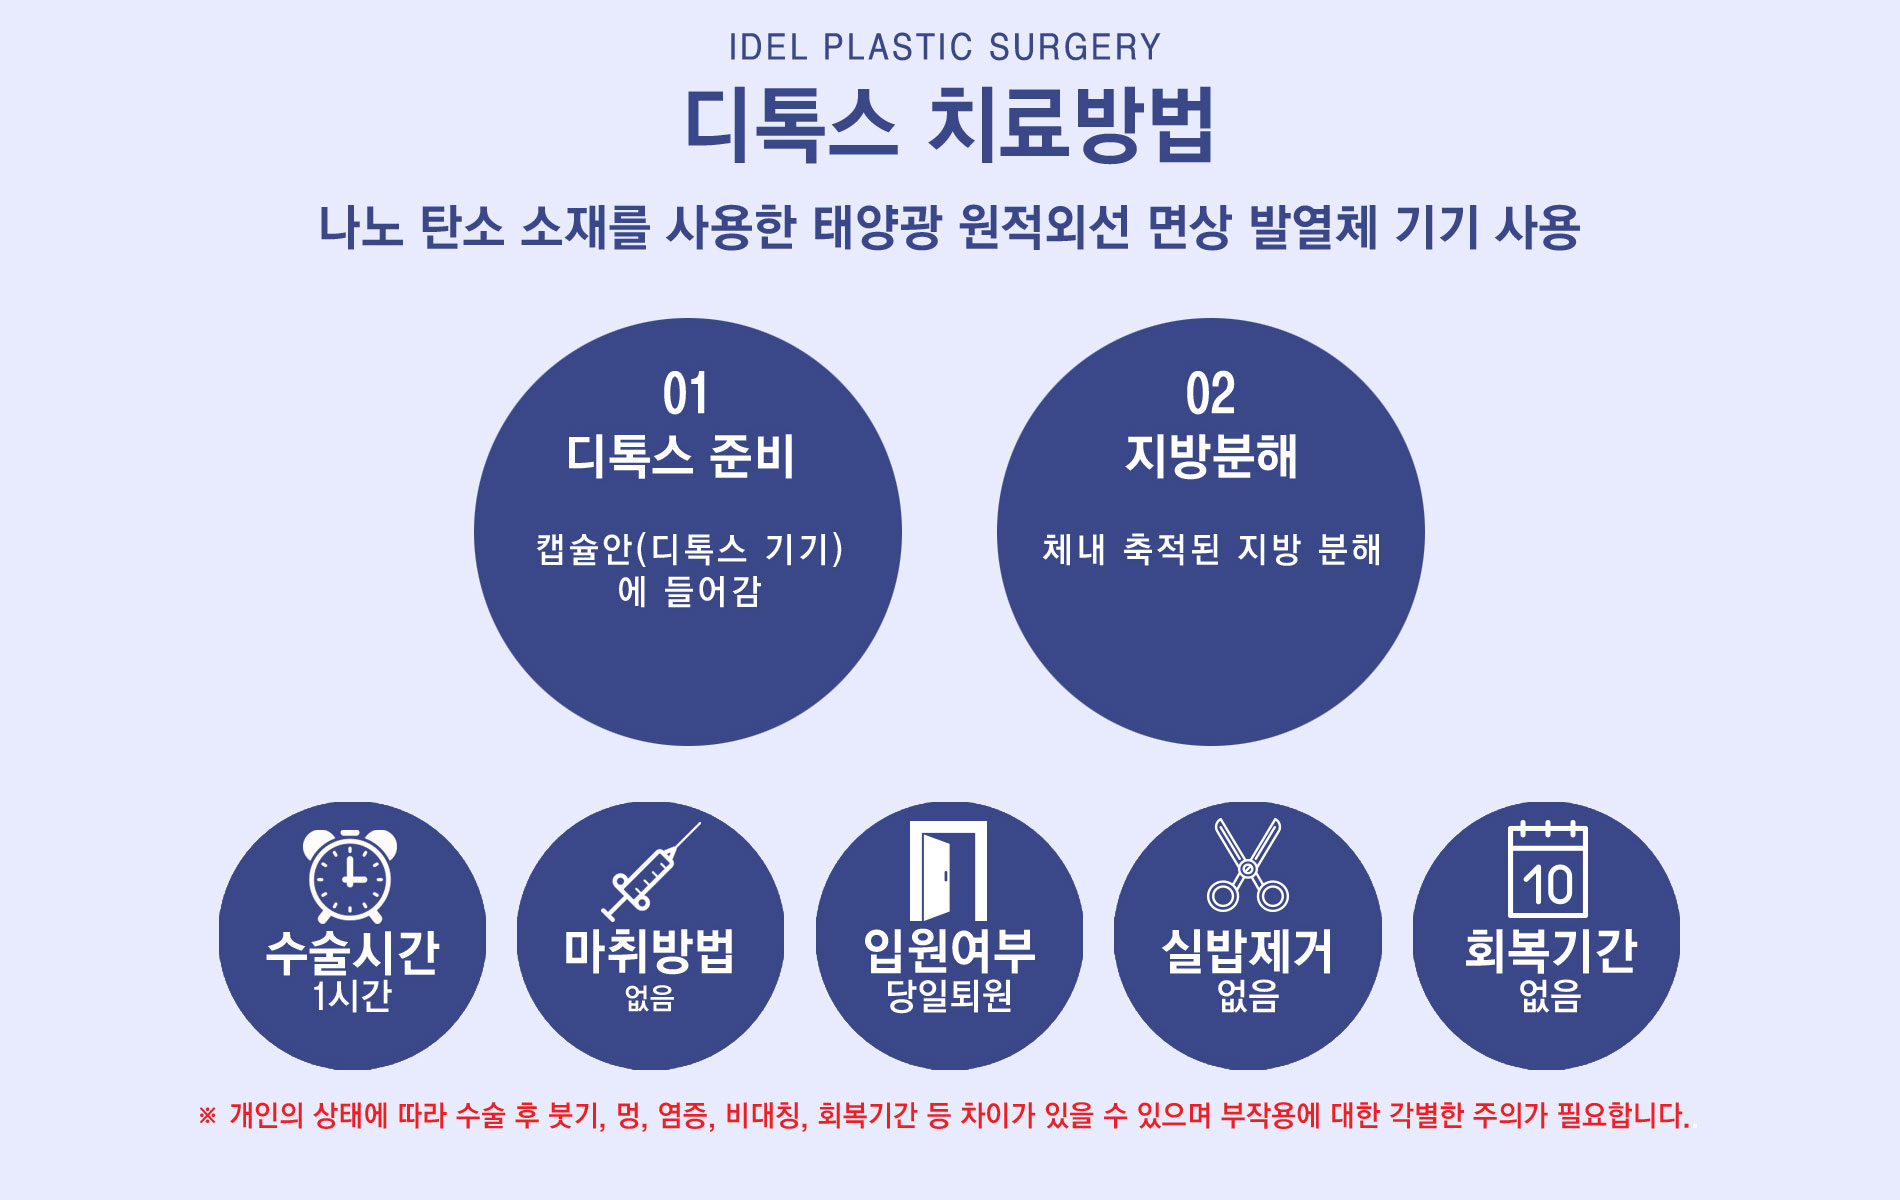 IDEL PLASTIC SURGERY
디톡스 치료방법
나노 탄소 소재를 사용한 태양광 원적외선 면상 발열체 기기 사용
01
디톡스 준비
캡슐안(디톡스 기기)
에 들어감
02
지방분해
체내 축적된 지방 분해
수술시간
1시간
마취방법
없음
입원여부
당일퇴원
실밥제거
없음
10
회복기간
없음
※ 개인의 상태에 따라 수술 후 붓기, 멍, 염증, 비대칭, 회복기간 등 차이가 있을 수 있으며 부작용에 대한 각별한 주의가 필요합니다..